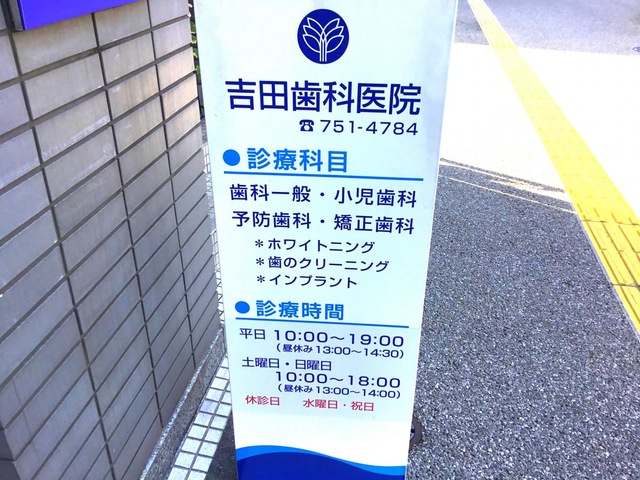 吉田歯科医院
☎751-4784
●診療科目
歯科一般・小児歯科
予防歯科・矯正歯科
＊ホワイトニング
＊歯のクリーニング
＊インプラント
●診療時間
平日 10:00～19:00
（昼休み13:00～14:30）
土曜日・日曜日
10:00～18:00
（昼休み13:00～14:00）
休診日 水曜日・祝日